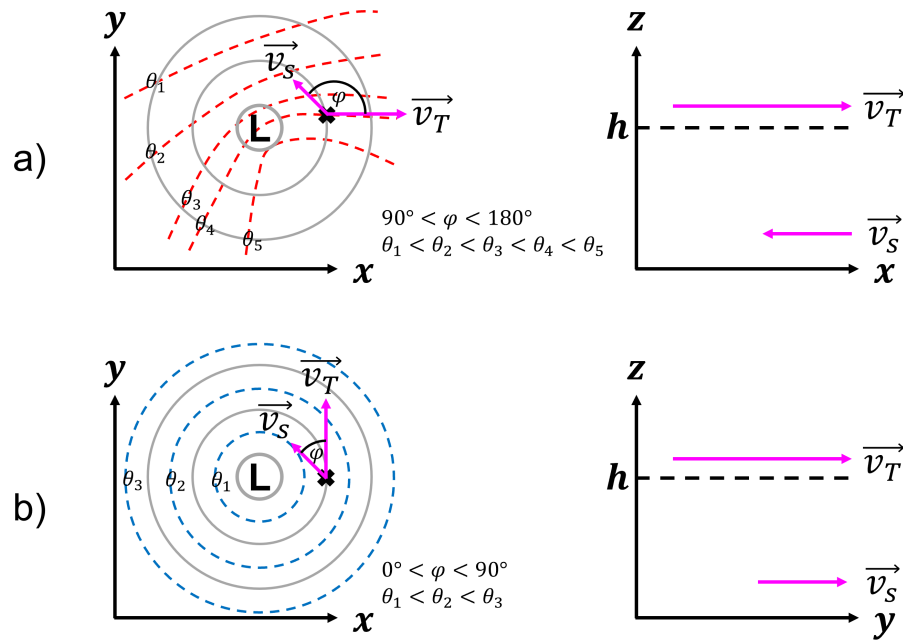 a)
y
θ₁
θ₂
θ₃
θ₄
θ₅
L
v_S
φ
v_T
x
90° < φ < 180°
θ₁ < θ₂ < θ₃ < θ₄ < θ₅
z
h
v_T
v_S
x
b)
y
v_T
v_S
φ
θ₃
θ₂
θ₁
L
x
0° < φ < 90°
θ₁ < θ₂ < θ₃
z
h
v_T
v_S
y